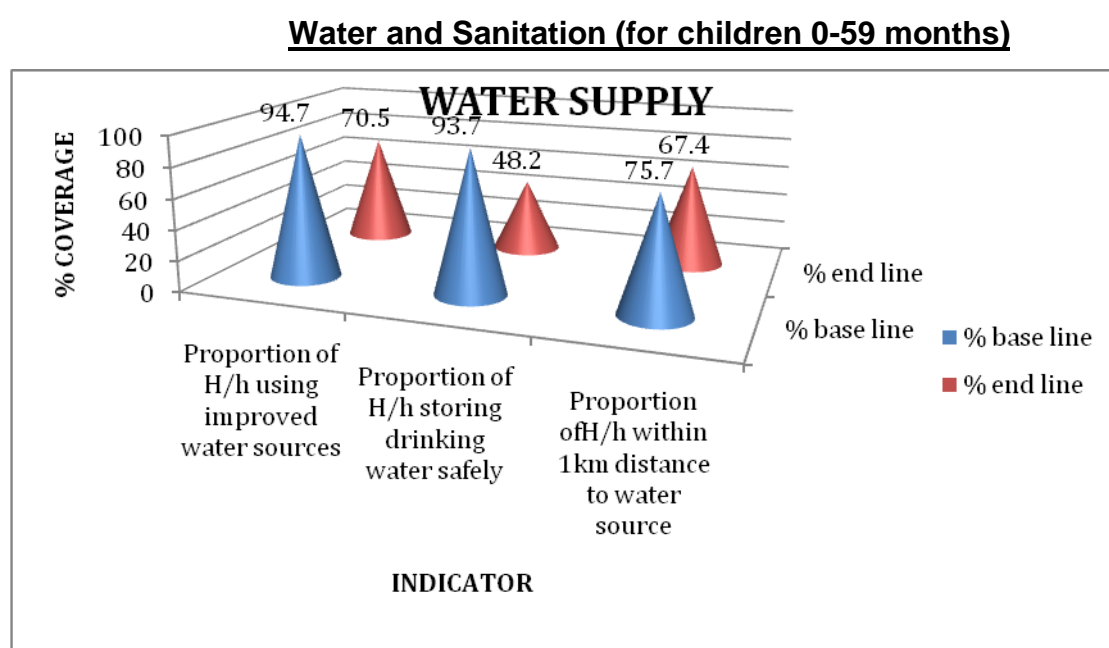 Water and Sanitation (for children 0-59 months)
WATER SUPPLY
94.7
70.5
93.7
48.2
75.7
67.4
% COVERAGE
100
80
60
40
20
0
% end line
% base line
Proportion of
H/h using
improved
water sources
Proportion of
H/h storing
drinking
water safely
Proportion
ofH/h within
1km distance
to water
source
INDICATOR
% base line
% end line